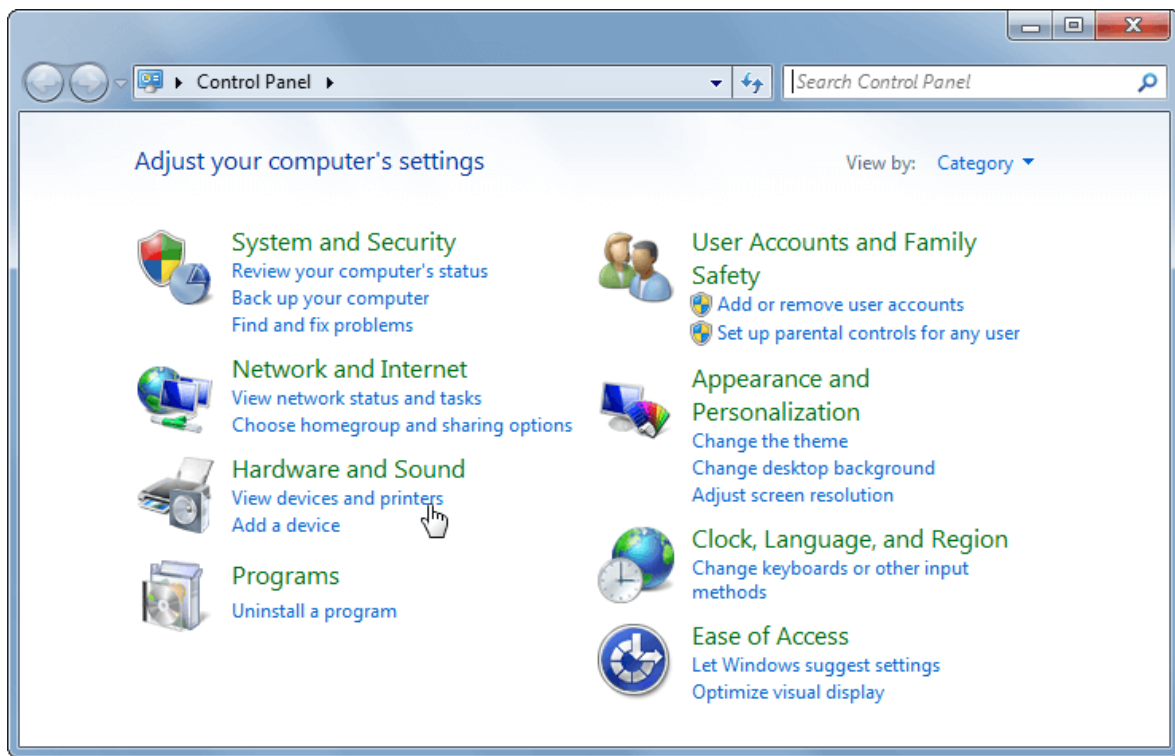 Control Panel
Search Control Panel
Adjust your computer's settings
View by: Category
System and Security
Review your computer's status
Back up your computer
Find and fix problems
Network and Internet
View network status and tasks
Choose homegroup and sharing options
Hardware and Sound
View devices and printers
Add a device
Programs
Uninstall a program
User Accounts and Family
Safety
Add or remove user accounts
Set up parental controls for any user
Appearance and
Personalization
Change the theme
Change desktop background
Adjust screen resolution
Clock, Language, and Region
Change keyboards or other input
methods
Ease of Access
Let Windows suggest settings
Optimize visual display